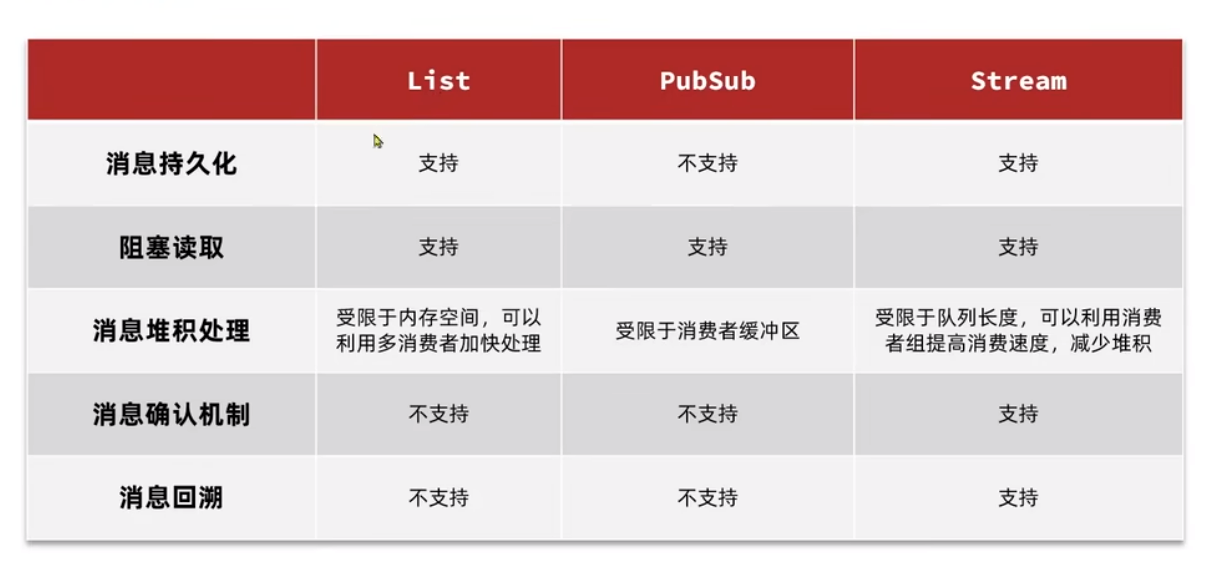 List PubSub Stream
消息持久化 支持 不支持 支持
阻塞读取 支持 支持 支持
消息堆积处理 受限于内存空间，可以 受限于消费者缓冲区 受限于队列长度，可以利用消费
利用多消费者加快处理 者组提高消费速度，减少堆积
消息确认机制 不支持 不支持 支持
消息回溯 不支持 不支持 支持